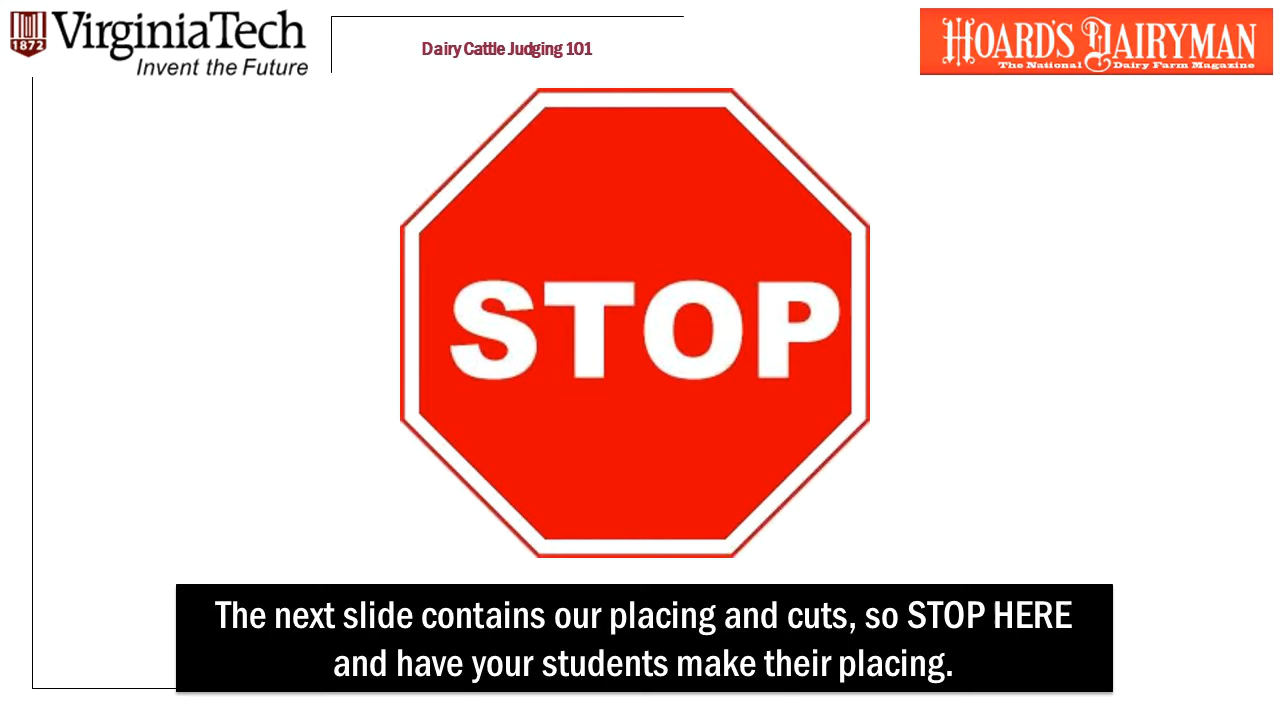 1872
VirginiaTech
Invent the Future
Dairy Cattle Judging 101
HOARD'S DAIRYMAN
The National Dairy Farm Magazine
STOP
The next slide contains our placing and cuts, so STOP HERE
and have your students make their placing.